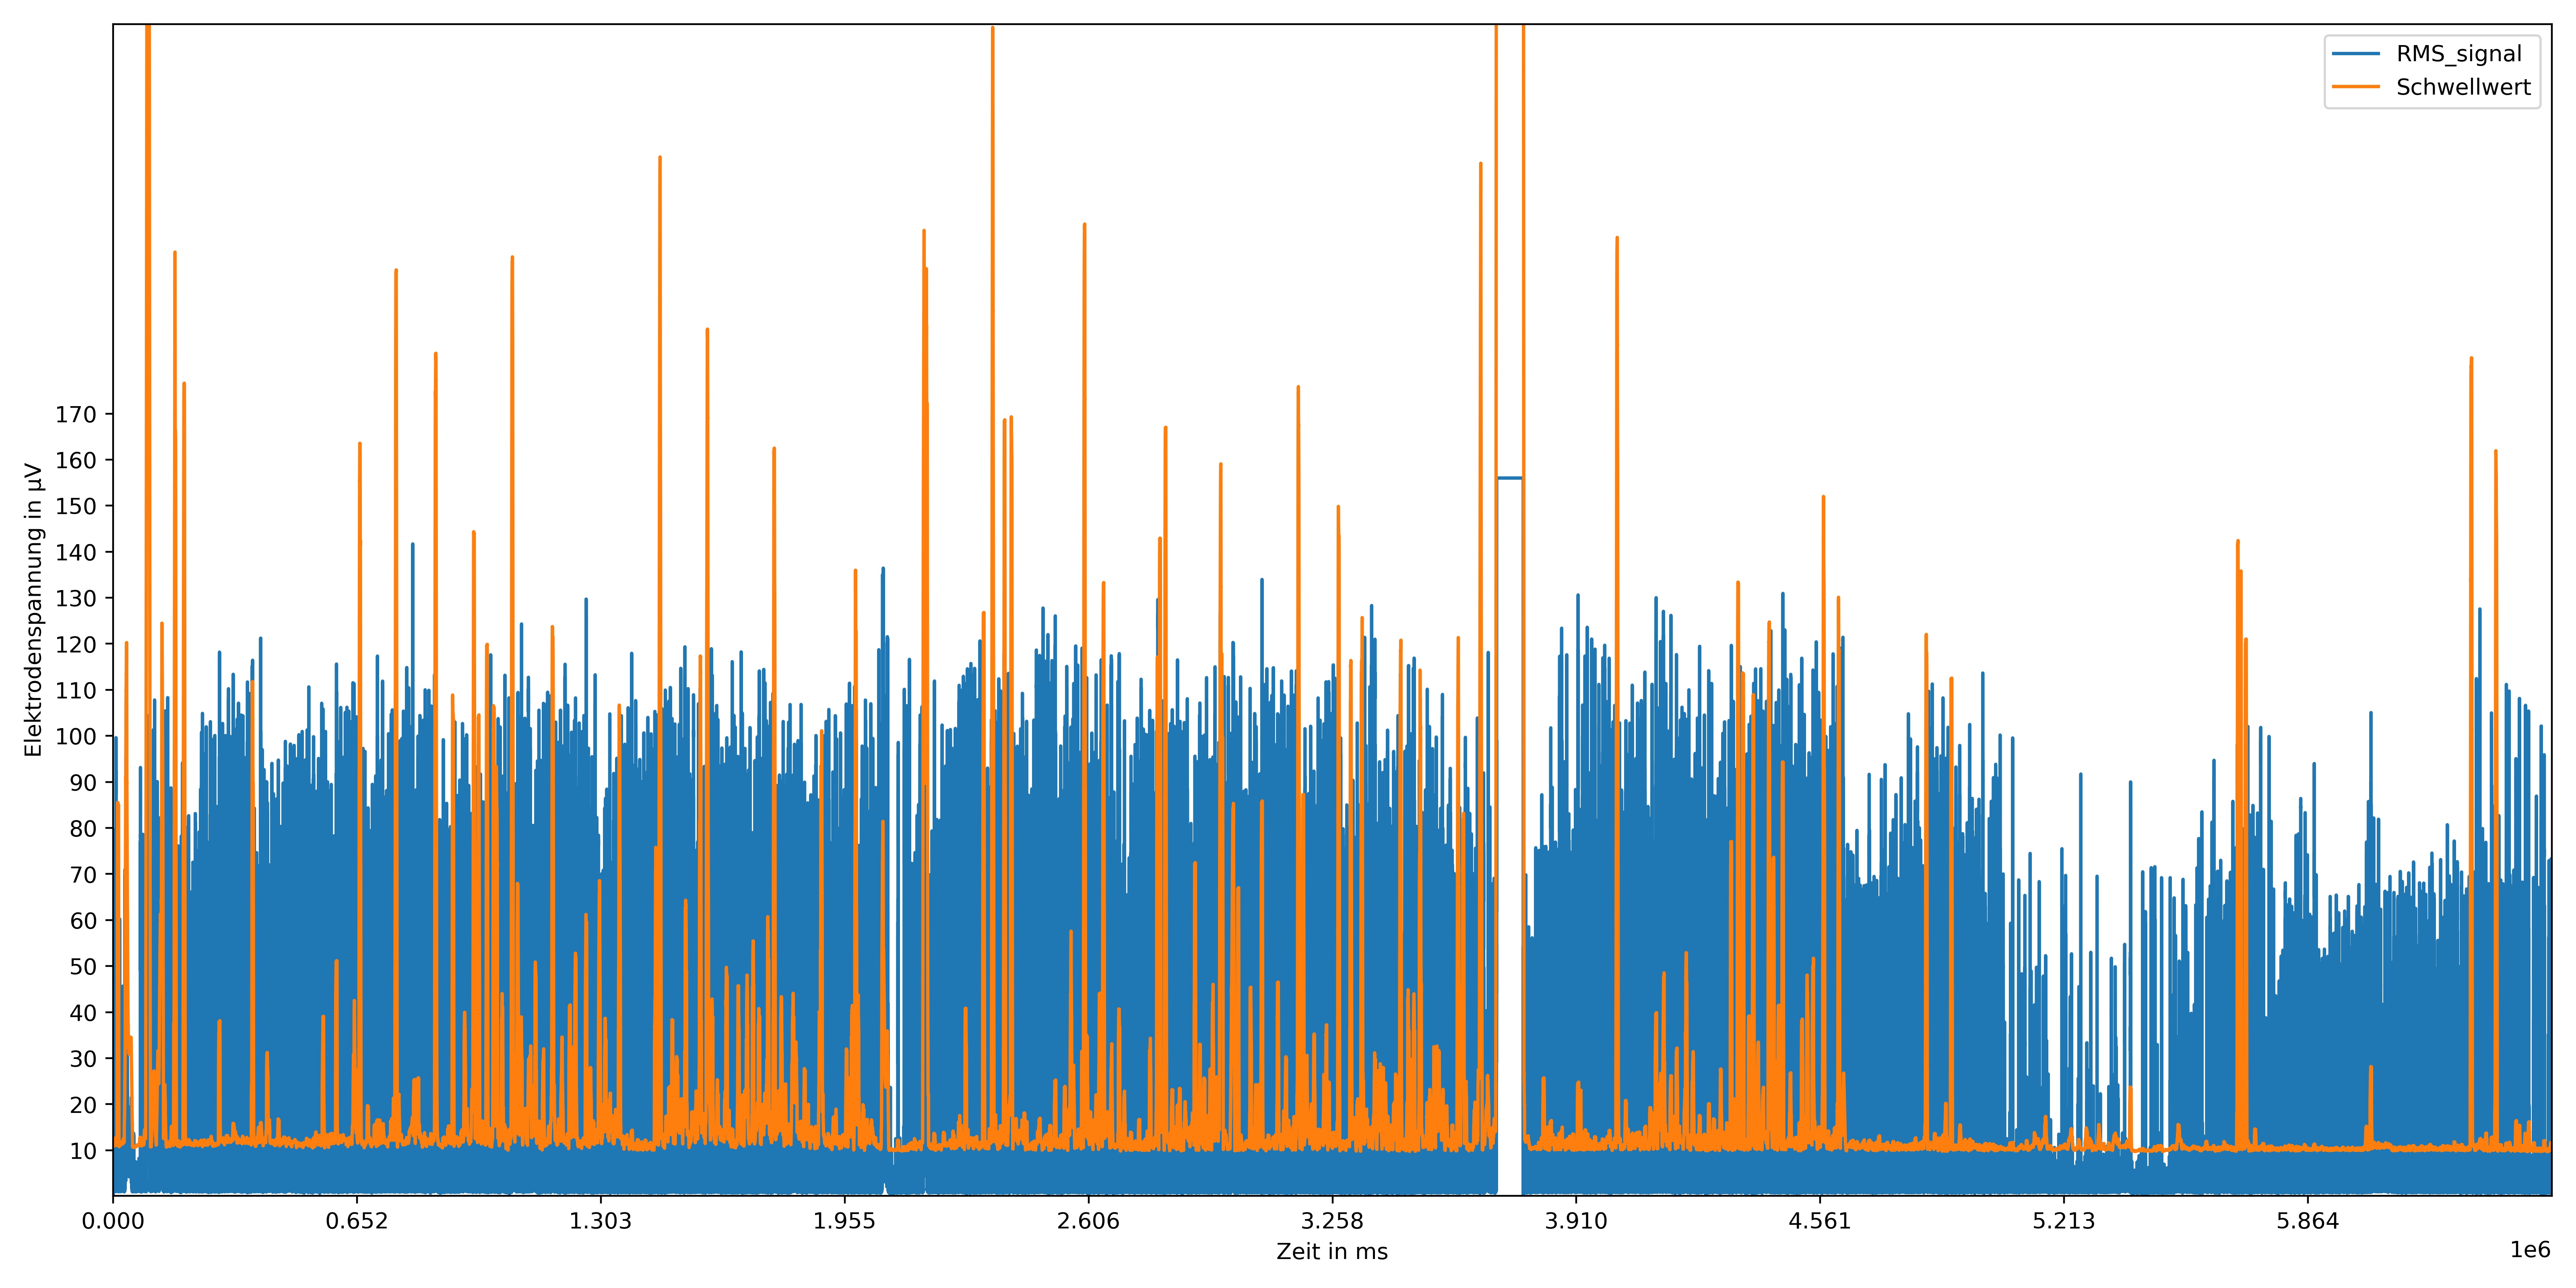 RMS_signal
Schwellwert
Elektrodenspannung in µV
170
160
150
140
130
120
110
100
90
80
70
60
50
40
30
20
10
0.000 0.652 1.303 1.955 2.606 3.258 3.910 4.561 5.213 5.864
Zeit in ms
1e6